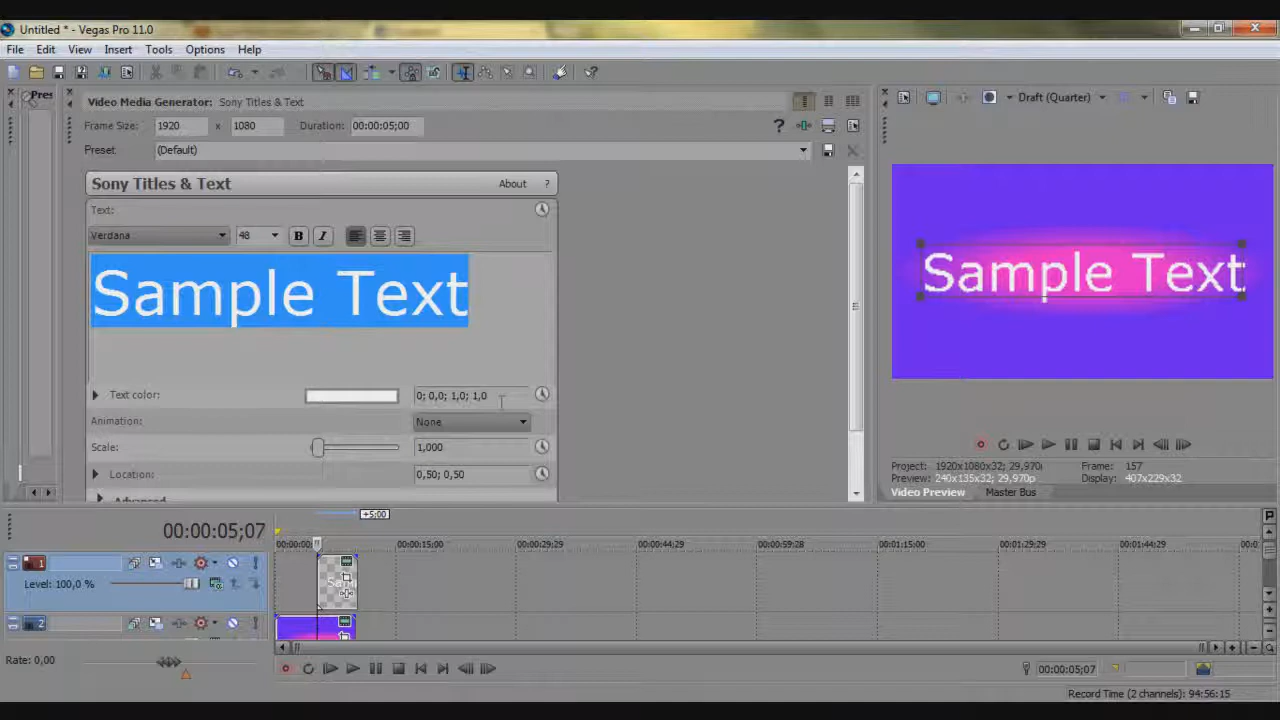 Untitled * - Vegas Pro 11.0
File Edit View Insert Tools Options Help
Pres
Video Media Generator: Sony Titles & Text
Draft (Quarter)
Frame Size: 1920 x 1080 Duration: 00:00:05;00
Preset: (Default)
Sony Titles & Text About ?
Text:
Verdana 48 B I
Sample Text
Sample Text
Text color: 0; 0,0; 1,0; 1,0
Animation: None
Scale: 1,000
Location: 0,50; 0,50
Advanced
Project: 1920x1080x32; 29,970i Frame: 157
Preview: 240x135x32; 29,970p Display: 407x229x32
Video Preview Master Bus
+5;00
00:00:05;07
00:00:15;00 00:00:29;29 00:00:44;29 00:00:59;28 00:01:15;00 00:01:29;29 00:01:44;29
1
Level: 100,0 %
2
Rate: 0,00
00:00:05;07
Record Time (2 channels): 94:56:15